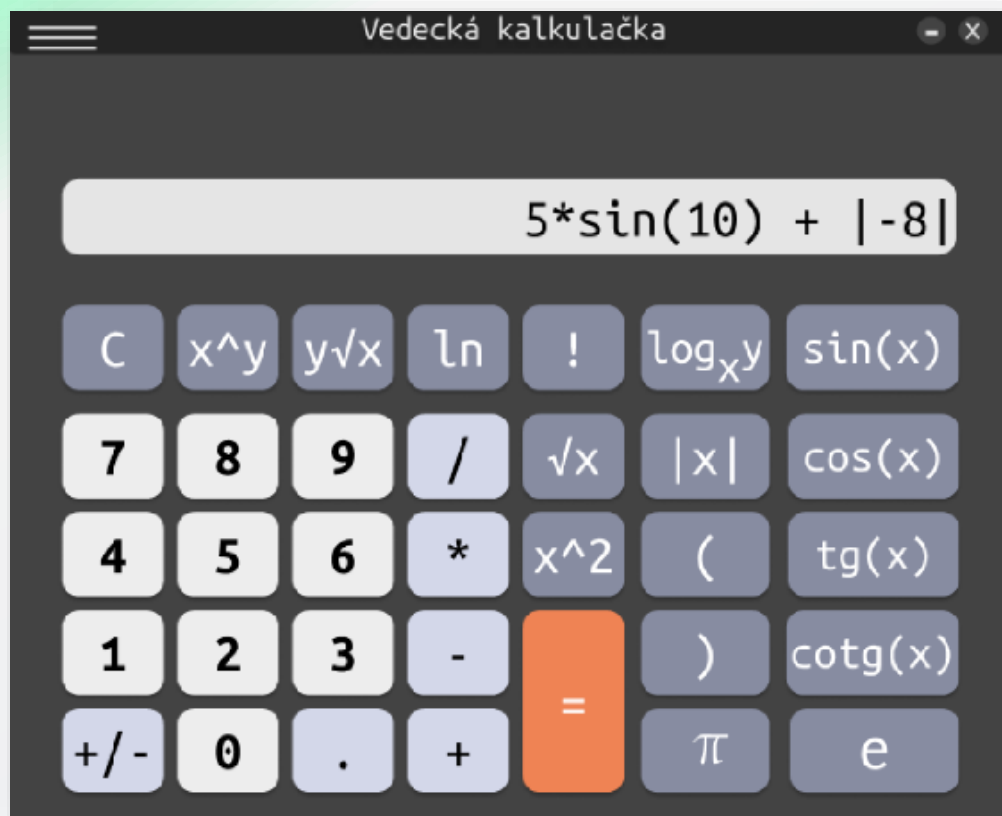 Vedecká kalkulačka - X
5*sin(10) + |-8|
C x^y y√x ln ! logₓy sin(x)
7 8 9 / √x |x| cos(x)
4 5 6 * x^2 ( tg(x)
1 2 3 - ) cotg(x)
=
+/- 0 . + π e